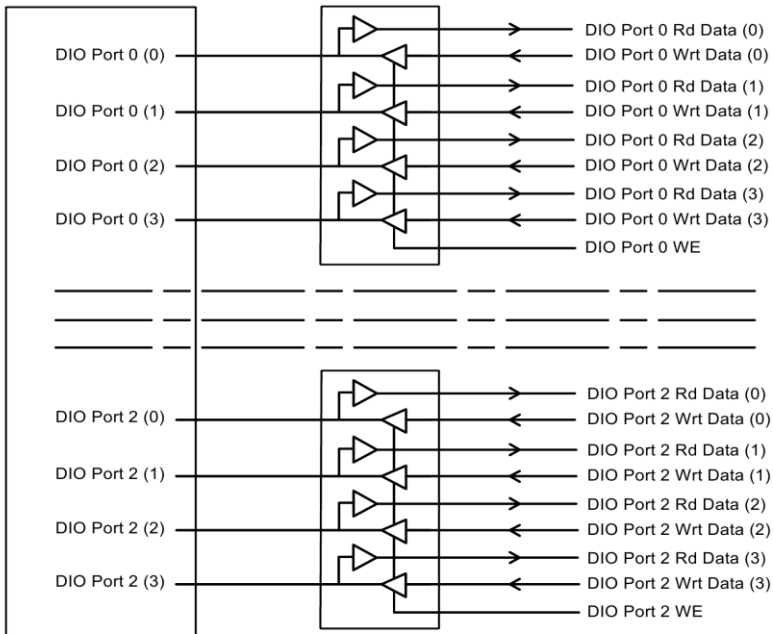 DIO Port 0 Rd Data (0)
DIO Port 0 (0) DIO Port 0 Wrt Data (0)
DIO Port 0 Rd Data (1)
DIO Port 0 (1) DIO Port 0 Wrt Data (1)
DIO Port 0 Rd Data (2)
DIO Port 0 (2) DIO Port 0 Wrt Data (2)
DIO Port 0 Rd Data (3)
DIO Port 0 (3) DIO Port 0 Wrt Data (3)
DIO Port 0 WE
DIO Port 2 Rd Data (0)
DIO Port 2 (0) DIO Port 2 Wrt Data (0)
DIO Port 2 Rd Data (1)
DIO Port 2 (1) DIO Port 2 Wrt Data (1)
DIO Port 2 Rd Data (2)
DIO Port 2 (2) DIO Port 2 Wrt Data (2)
DIO Port 2 Rd Data (3)
DIO Port 2 (3) DIO Port 2 Wrt Data (3)
DIO Port 2 WE